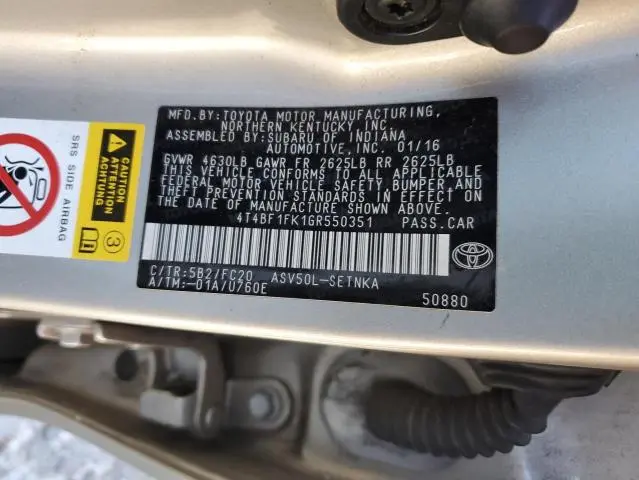 MFD.BY:TOYOTA MOTOR MANUFACTURING,
NORTHERN KENTUCKY, INC.
ASSEMBLED BY:SUBARU OF INDIANA
AUTOMOTIVE, INC. 01/16
GVWR 4630LB GAWR FR 2625LB RR 2625LB
THIS VEHICLE CONFORMS TO ALL APPLICABLE
FEDERAL MOTOR VEHICLE SAFETY, BUMPER, AND
THEFT PREVENTION STANDARDS IN EFFECT ON
THE DATE OF MANUFACTURE SHOWN ABOVE.
4T4BF1FK1GR550351 PASS.CAR
C/TR:5B2/FC20 ASV50L-SETNKA
A/TM:-01A/U760E
50880
SRS SIDE AIRBAG
3